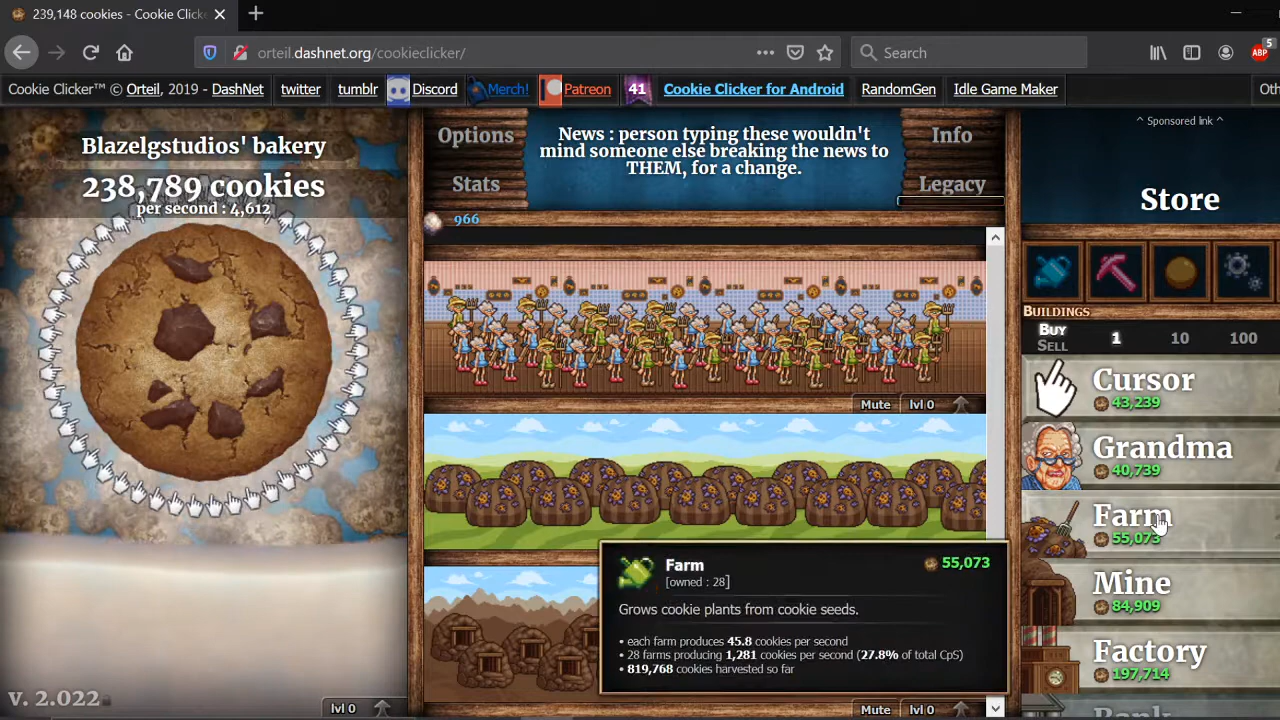 239,148 cookies - Cookie Click
orteil.dashnet.org/cookieclicker/
Search
ABP
5
Cookie Clicker™ © Orteil, 2019 - DashNet
twitter
tumblr
Discord
Merch!
Patreon
41
Cookie Clicker for Android
RandomGen
Idle Game Maker
Oth
Blazelgstudios' bakery
238,789 cookies
per second : 4,612
v. 2.022
lvl 0
Options
Stats
News : person typing these wouldn't
mind someone else breaking the news to
THEM, for a change.
Info
Legacy
966
Mute
lvl 0
Farm
55,073
[owned : 28]
Grows cookie plants from cookie seeds.
• each farm produces 45.8 cookies per second
• 28 farms producing 1,281 cookies per second (27.8% of total CpS)
• 819,768 cookies harvested so far
Mute
lvl 0
^ Sponsored link ^
Store
BUILDINGS
BUY
SELL
1
10
100
Cursor
43,239
Grandma
40,739
Farm
55,073
Mine
84,909
Factory
197,714
Bank